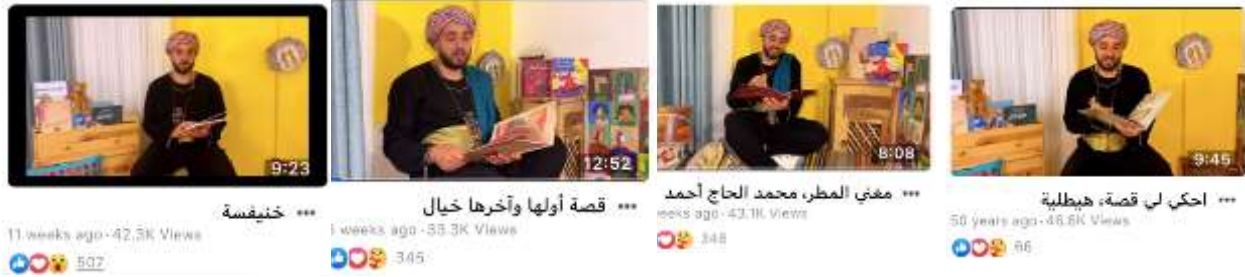 9:23
خنيفسة
11 weeks ago · 42.3K Views
507
12:52
قصة أولها وآخرها خيال
weeks ago · 33.3K Views
345
8:08
مغني المطر، محمد الحاج أحمد
weeks ago · 43.1K Views
348
9:45
احكي لي قصة، هيطلية
50 years ago · 46.8K Views
66